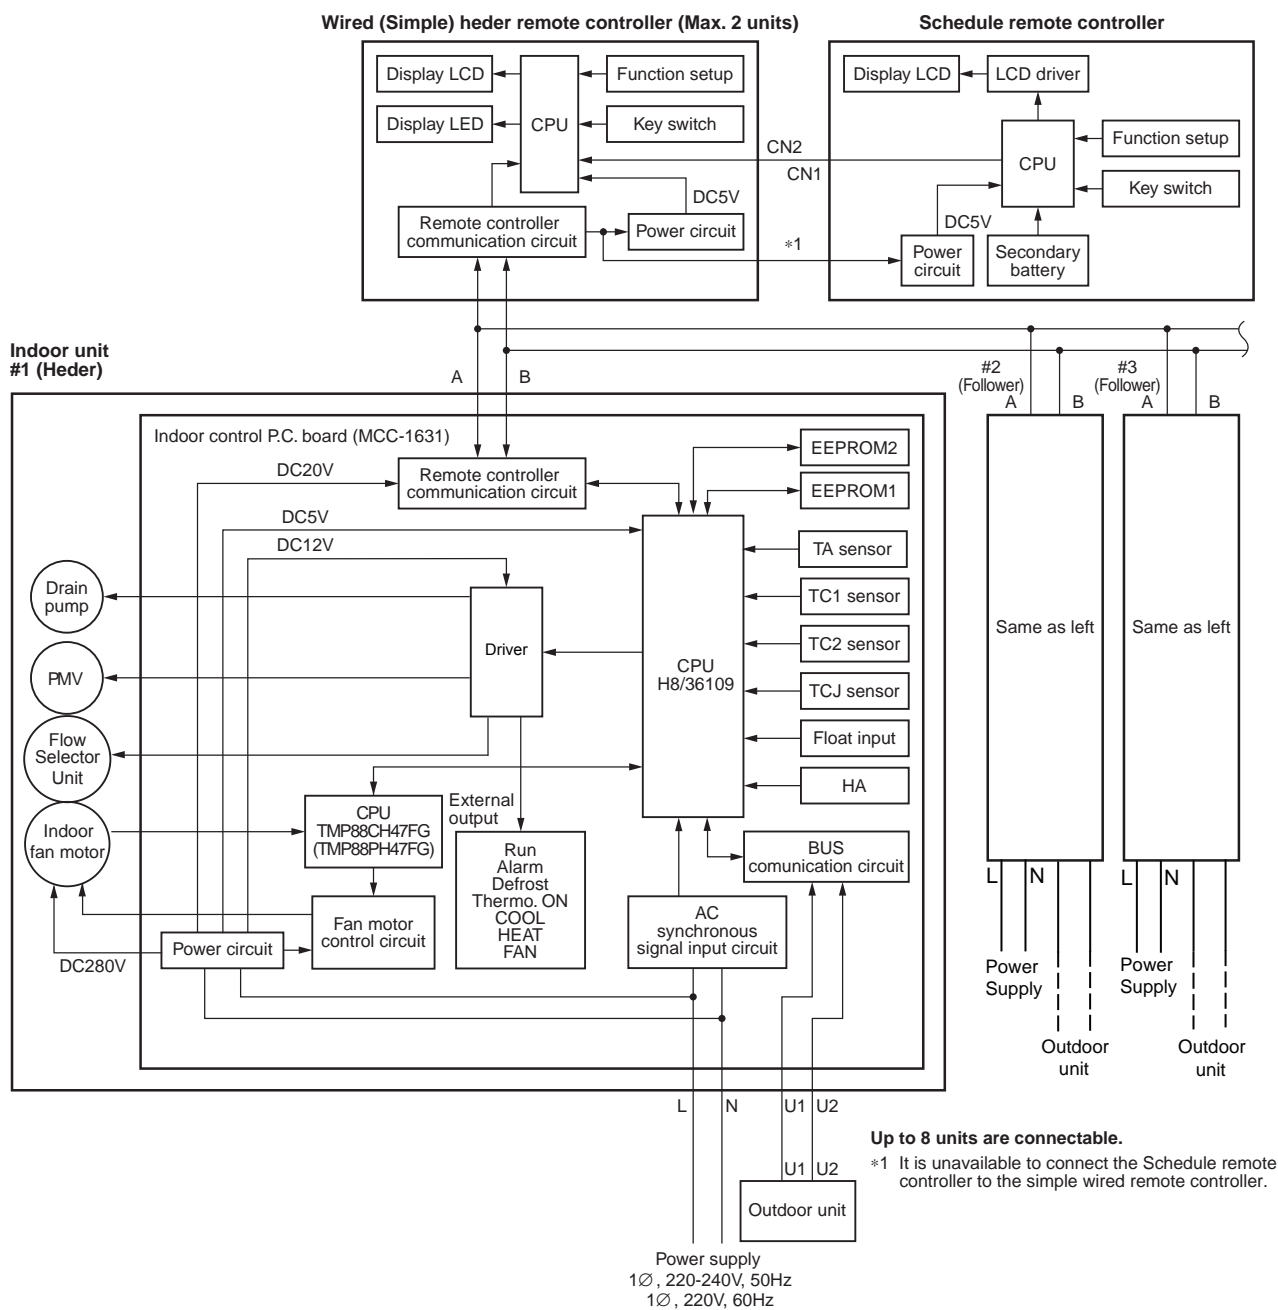 Wired (Simple) heder remote controller (Max. 2 units)
Schedule remote controller
Display LCD
Function setup
Display LED
CPU
Key switch
Display LCD
LCD driver
CPU
Function setup
Key switch
CN2
CN1
DC5V
Remote controller
communication circuit
Power circuit
∗1
DC5V
Power
circuit
Secondary
battery
Indoor unit
#1 (Heder)
A
B
#2
(Follower)
A
B
#3
(Follower)
A
B
Indoor control P.C. board (MCC-1631)
DC20V
Remote controller
communication circuit
DC5V
DC12V
EEPROM2
EEPROM1
TA sensor
TC1 sensor
TC2 sensor
TCJ sensor
Float input
HA
Drain
pump
PMV
Flow
Selector
Unit
Indoor
fan motor
Driver
CPU
H8/36109
Same as left
Same as left
CPU
TMP88CH47FG
(TMP88PH47FG)
External
output
Run
Alarm
Defrost
Thermo. ON
COOL
HEAT
FAN
BUS
comunication circuit
Fan motor
control circuit
AC
synchronous
signal input circuit
Power circuit
DC280V
L
N
Power
Supply
Outdoor
unit
L
N
Power
Supply
Outdoor
unit
L
N
U1
U2
U1
U2
Outdoor unit
Up to 8 units are connectable.
∗1 It is unavailable to connect the Schedule remote
controller to the simple wired remote controller.
Power supply
1∅ , 220-240V, 50Hz
1∅ , 220V, 60Hz